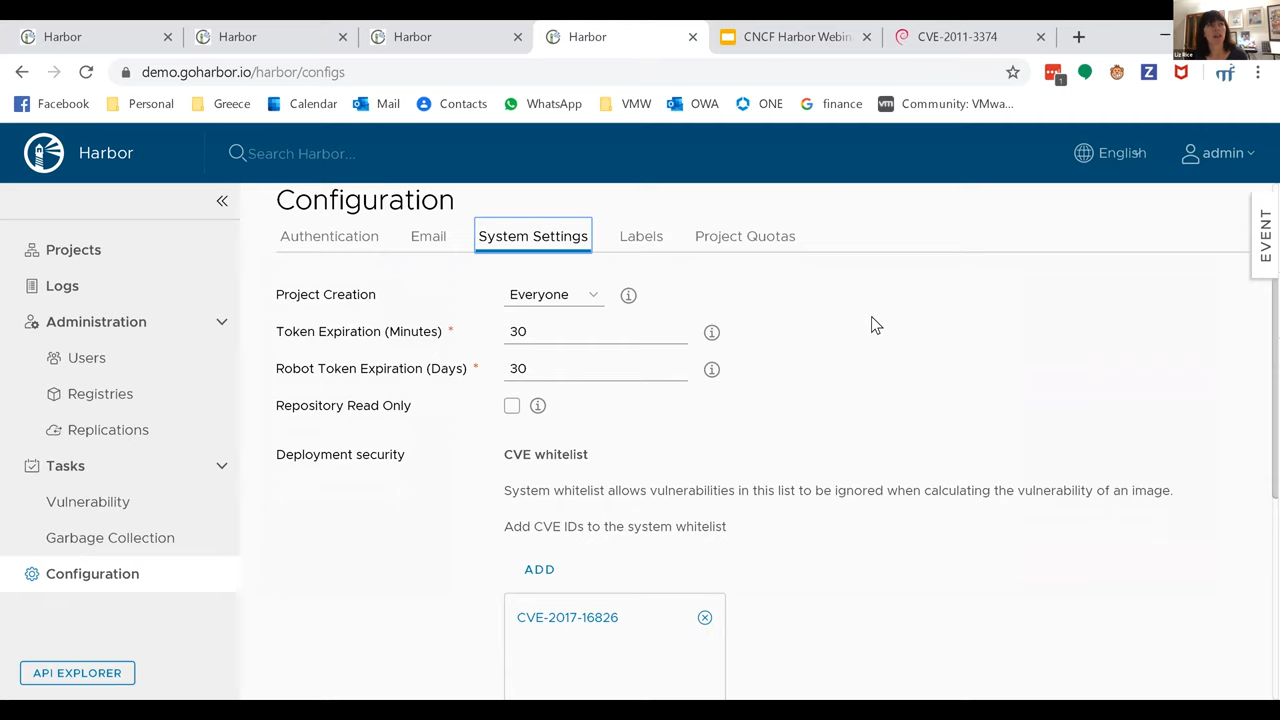 Harbor
Harbor
Harbor
Harbor
CNCF Harbor Webin
CVE-2011-3374
Liz Rice
demo.goharbor.io/harbor/configs
1
Facebook
Personal
Greece
Calendar
Mail
Contacts
WhatsApp
VMW
OWA
ONE
finance
vm
Community: VMwa...
Harbor
Search Harbor...
English
admin
Configuration
EVENT
Authentication
Email
System Settings
Labels
Project Quotas
Projects
Logs
Administration
Users
Registries
Replications
Tasks
Vulnerability
Garbage Collection
Configuration
API EXPLORER
Project Creation
Everyone
Token Expiration (Minutes) *
30
Robot Token Expiration (Days) *
30
Repository Read Only
Deployment security
CVE whitelist
System whitelist allows vulnerabilities in this list to be ignored when calculating the vulnerability of an image.
Add CVE IDs to the system whitelist
ADD
CVE-2017-16826